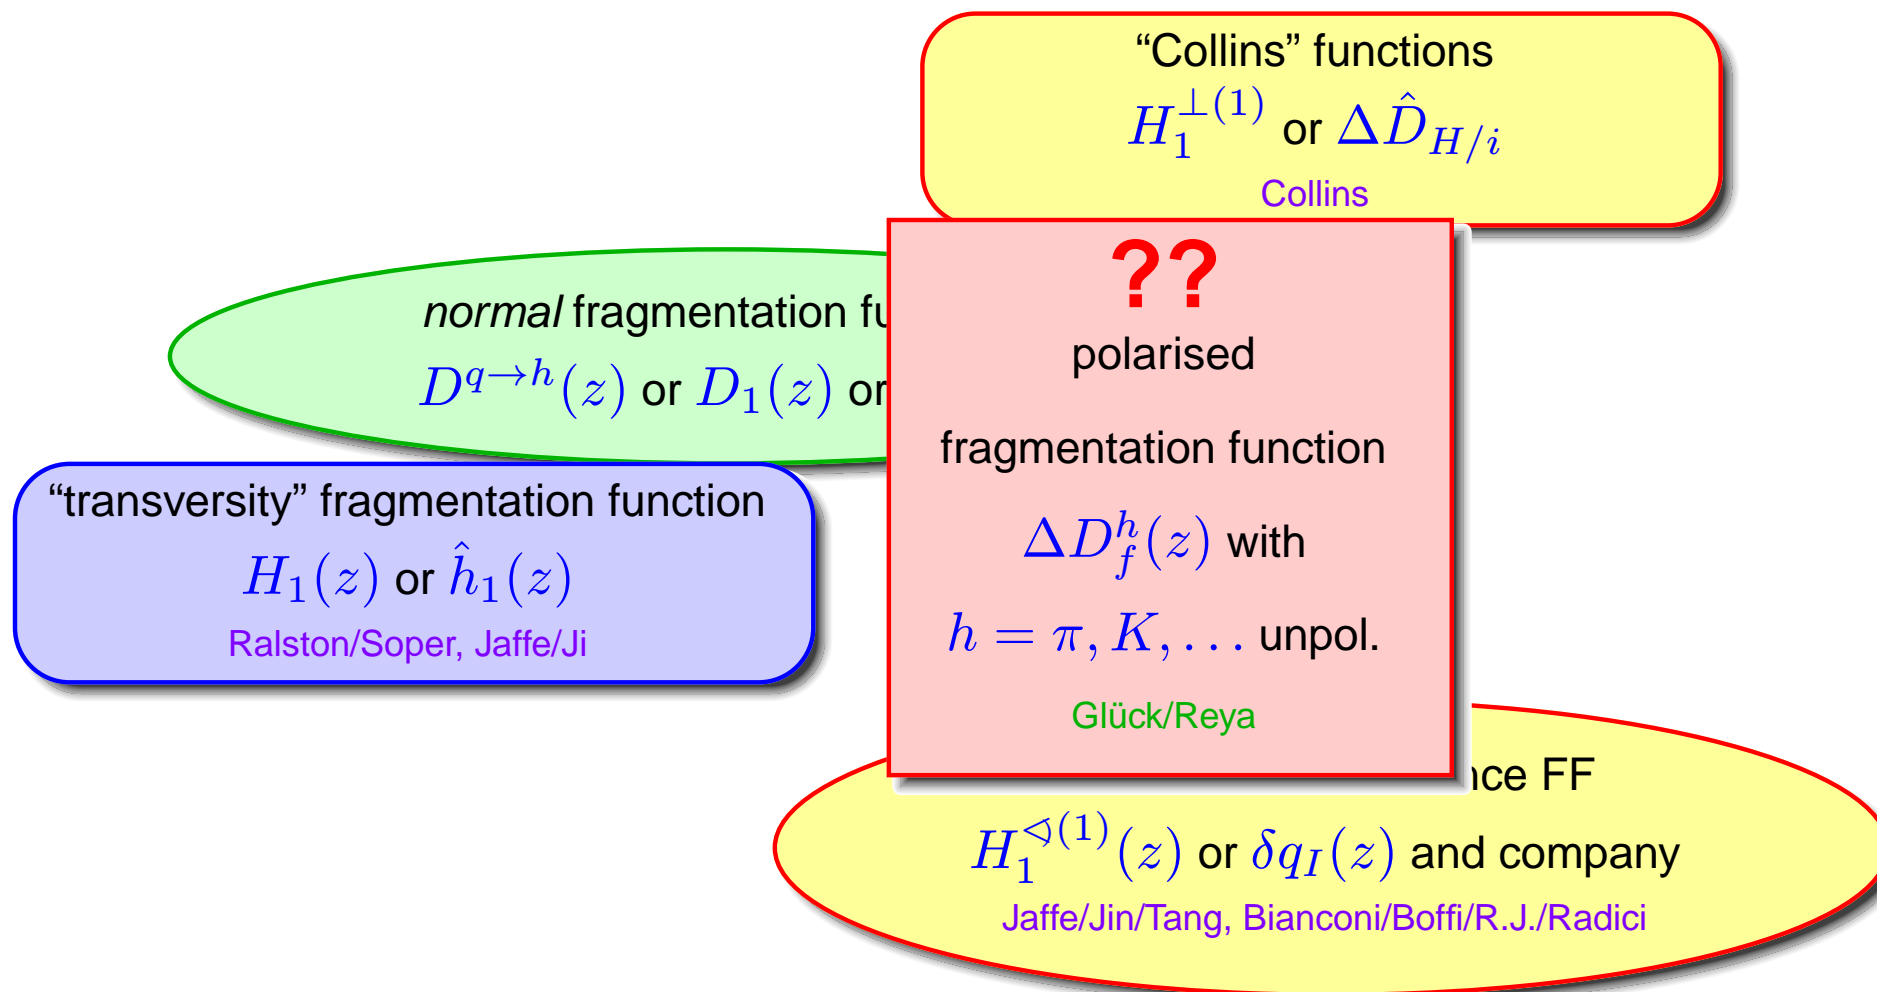 “Collins” functions
H_1^{⊥(1)} or ΔD̂_{H/i}
Collins
normal fragmentation
D^{q→h}(z) or D_1(z) or
“transversity” fragmentation function
H_1(z) or ĥ_1(z)
Ralston/Soper, Jaffe/Ji
??
polarised
fragmentation function
ΔD_f^h(z) with
h = π, K, . . . unpol.
Glück/Reya
FF
H_1^{∢(1)}(z) or δq_I(z) and company
Jaffe/Jin/Tang, Bianconi/Boffi/R.J./Radici